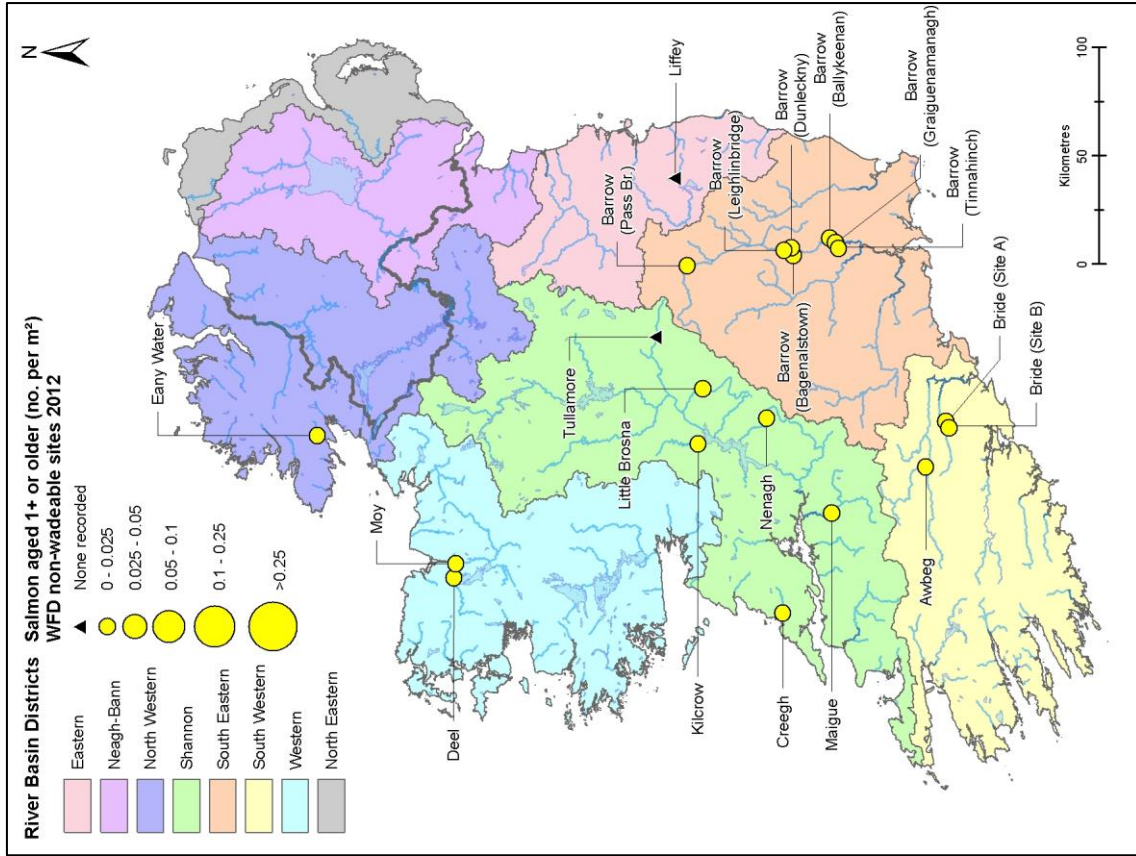 River Basin Districts
Eastern
Neagh-Bann
North Western
Shannon
South Eastern
South Western
Western
North Eastern
Salmon aged 1+ or older (no. per m²)
WFD non-wadeable sites 2012
None recorded
0 - 0.025
0.025 - 0.05
0.05 - 0.1
0.1 - 0.25
>0.25
N
Eany Water
Moy
Deel
Tullamore
Little Brosna
Kilcrow
Nenagh
Creegh
Maigue
Awbeg
Liffey
Barrow
(Pass Br.)
Barrow
(Leighlinbridge)
Barrow
(Dunleckny)
Barrow
(Ballykeenan)
Barrow
(Graiguenamanagh)
Barrow
(Tinnahinch)
Barrow
(Bagenalstown)
Bride (Site A)
Bride (Site B)
0
50
100
Kilometres